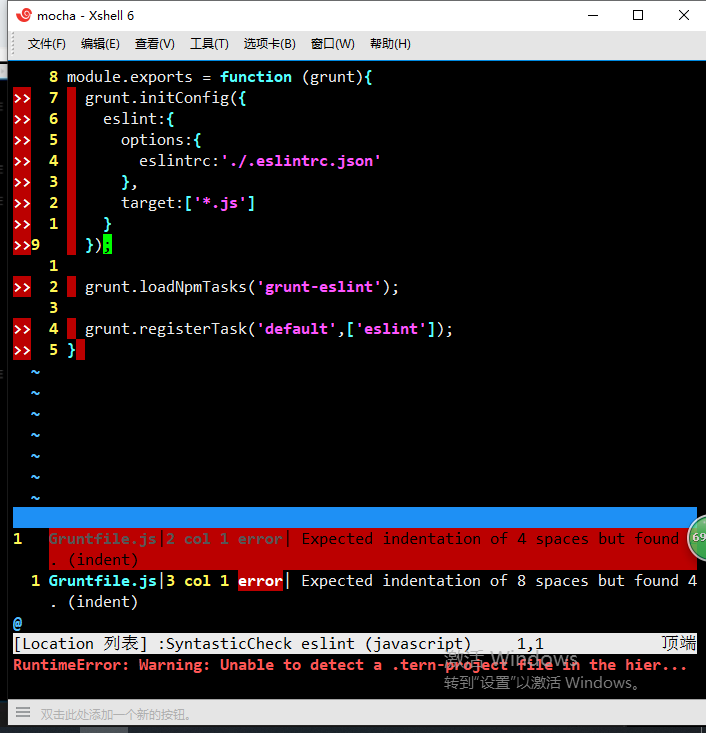 mocha - Xshell 6
文件(F) 编辑(E) 查看(V) 工具(T) 选项卡(B) 窗口(W) 帮助(H)
8 module.exports = function (grunt){
>> 7 grunt.initConfig({
>> 6 eslint:{
>> 5 options:{
>> 4 eslintrc:'./.eslintrc.json'
>> 3 },
>> 2 target:['*.js']
>> 1 }
>>9 });
1
>> 2 grunt.loadNpmTasks('grunt-eslint');
3
>> 4 grunt.registerTask('default',['eslint']);
>> 5 }
~
~
~
~
~
~
~
1 Gruntfile.js|2 col 1 error| Expected indentation of 4 spaces but found
. (indent)
1 Gruntfile.js|3 col 1 error| Expected indentation of 8 spaces but found 4
. (indent)
@
[Location 列表] :SyntasticCheck eslint (javascript) 1,1 顶端
RuntimeError: Warning: Unable to detect a .tern-project file in the hier...
激活 Windows
转到"设置"以激活 Windows。
双击此处添加一个新的按钮。
69